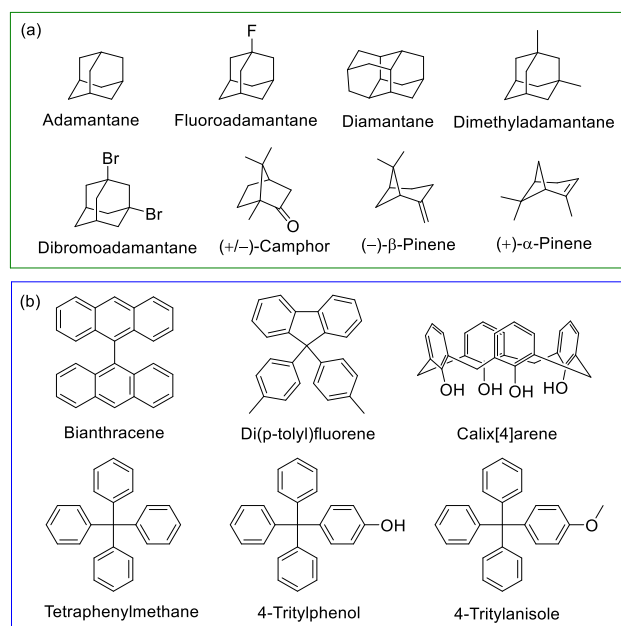 (a)
F
Adamantane Fluoroadamantane Diamantane Dimethyladamantane
Br
Br
O
Dibromoadamantane (+/−)-Camphor (−)-β-Pinene (+)-α-Pinene
(b)
OH OH OH HO
Bianthracene Di(p-tolyl)fluorene Calix[4]arene
OH
O
Tetraphenylmethane 4-Tritylphenol 4-Tritylanisole